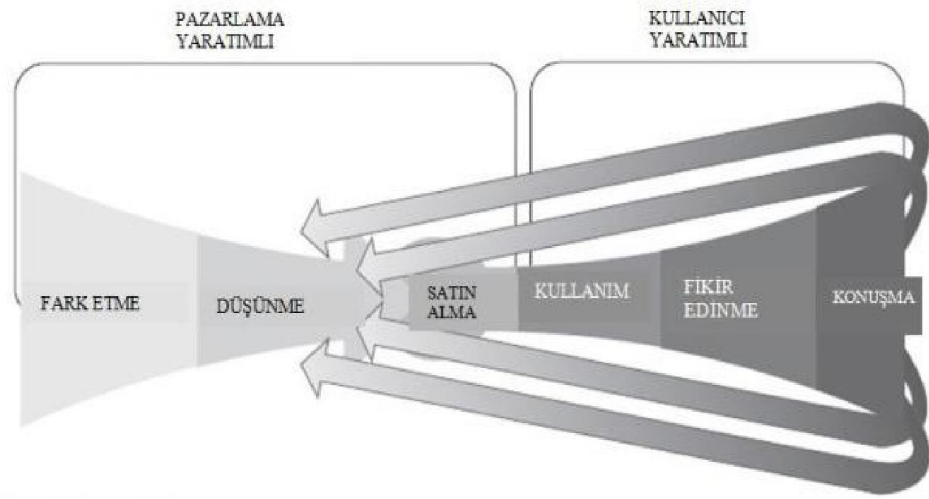 PAZARLAMA
YARATIMLI
KULLANICI
YARATIMLI
FARK ETME
DÜŞÜNME
SATIN
ALMA
KULLANIM
FİKİR
EDİNME
KONUŞMA